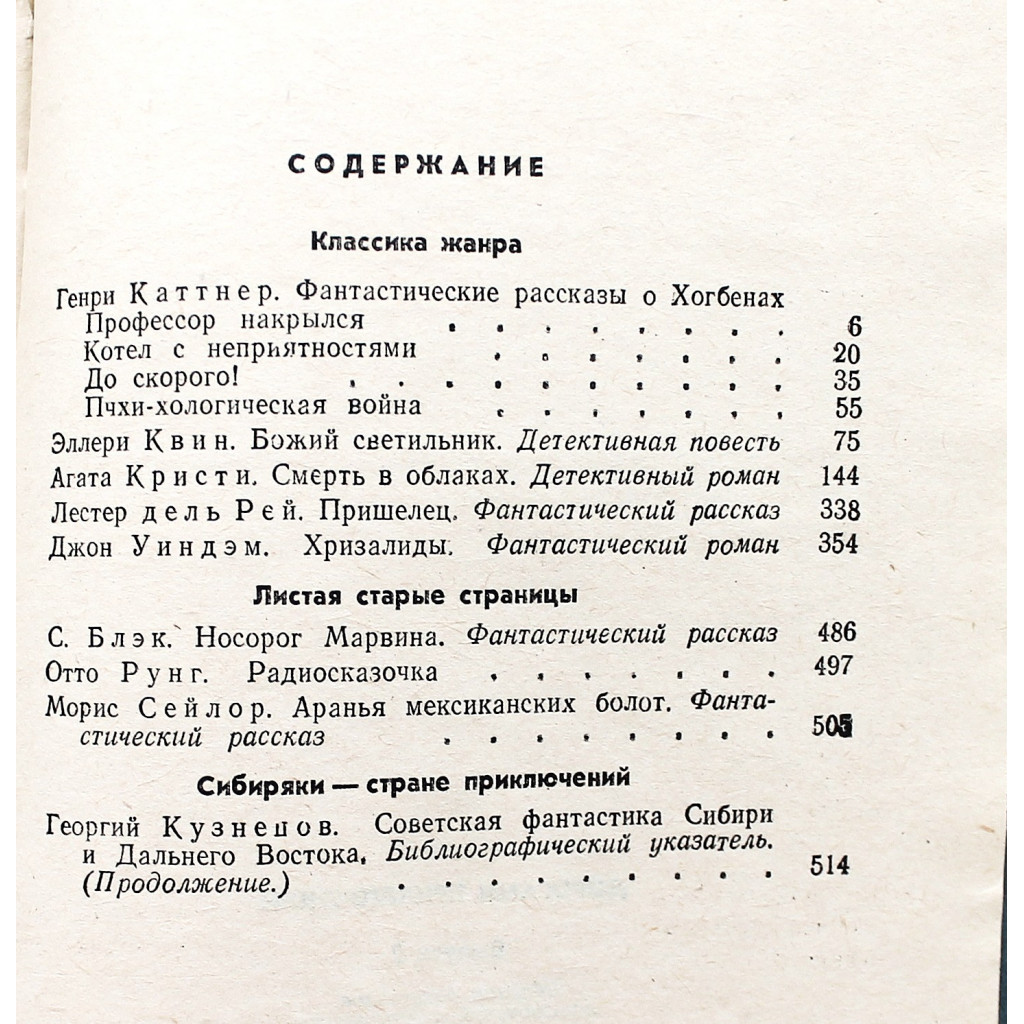 СОДЕРЖАНИЕ
Классика жанра
Генри Каттнер. Фантастические рассказы о Хогбенах
Профессор накрылся . . . . . . . . 6
Котел с неприятностями . . . . . . . 20
До скорого! . . . . . . . . . . 35
Пчхи-хологическая война . . . . . . . 55
Эллери Квин. Божий светильник. Детективная повесть 75
Агата Кристи. Смерть в облаках. Детективный роман 144
Лестер дель Рей. Пришелец. Фантастический рассказ 338
Джон Уиндэм. Хризалиды. Фантастический роман 354
Листая старые страницы
С. Блэк. Носорог Марвина. Фантастический рассказ 486
Отто Рунг. Радиосказочка . . . . . . . 497
Морис Сейлор. Аранья мексиканских болот. Фанта-
стический рассказ . . . . . . . . 505
Сибиряки — стране приключений
Георгий Кузнецов. Советская фантастика Сибири
и Дальнего Востока. Библиографический указатель.
(Продолжение.) . . . . . . . . . 514